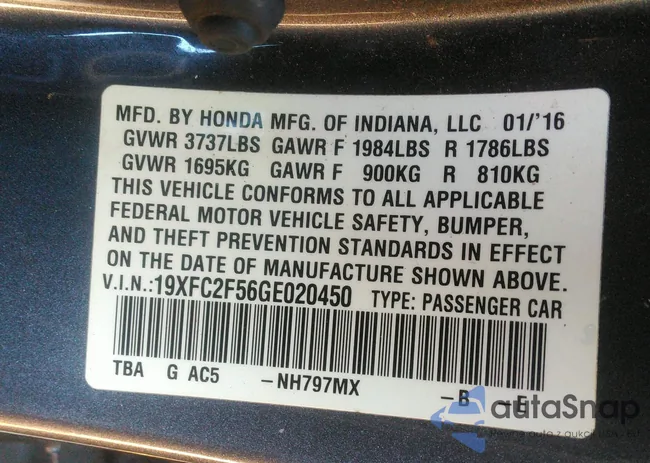 MFD. BY HONDA MFG. OF INDIANA, LLC 01/'16
GVWR 3737LBS GAWR F 1984LBS R 1786LBS
GVWR 1695KG GAWR F 900KG R 810KG
THIS VEHICLE CONFORMS TO ALL APPLICABLE
FEDERAL MOTOR VEHICLE SAFETY, BUMPER,
AND THEFT PREVENTION STANDARDS IN EFFECT
ON THE DATE OF MANUFACTURE SHOWN ABOVE.
V.I.N.:19XFC2F56GE020450 TYPE: PASSENGER CAR
TBA G AC5 -NH797MX -B -E
autaSnap